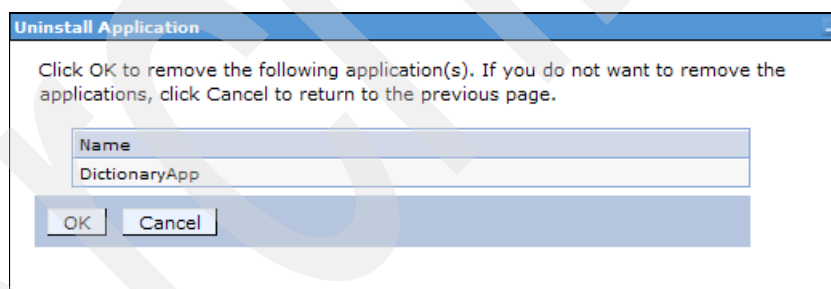 Uninstall Application
Click OK to remove the following application(s). If you do not want to remove the
applications, click Cancel to return to the previous page.
Name
DictionaryApp
OK Cancel